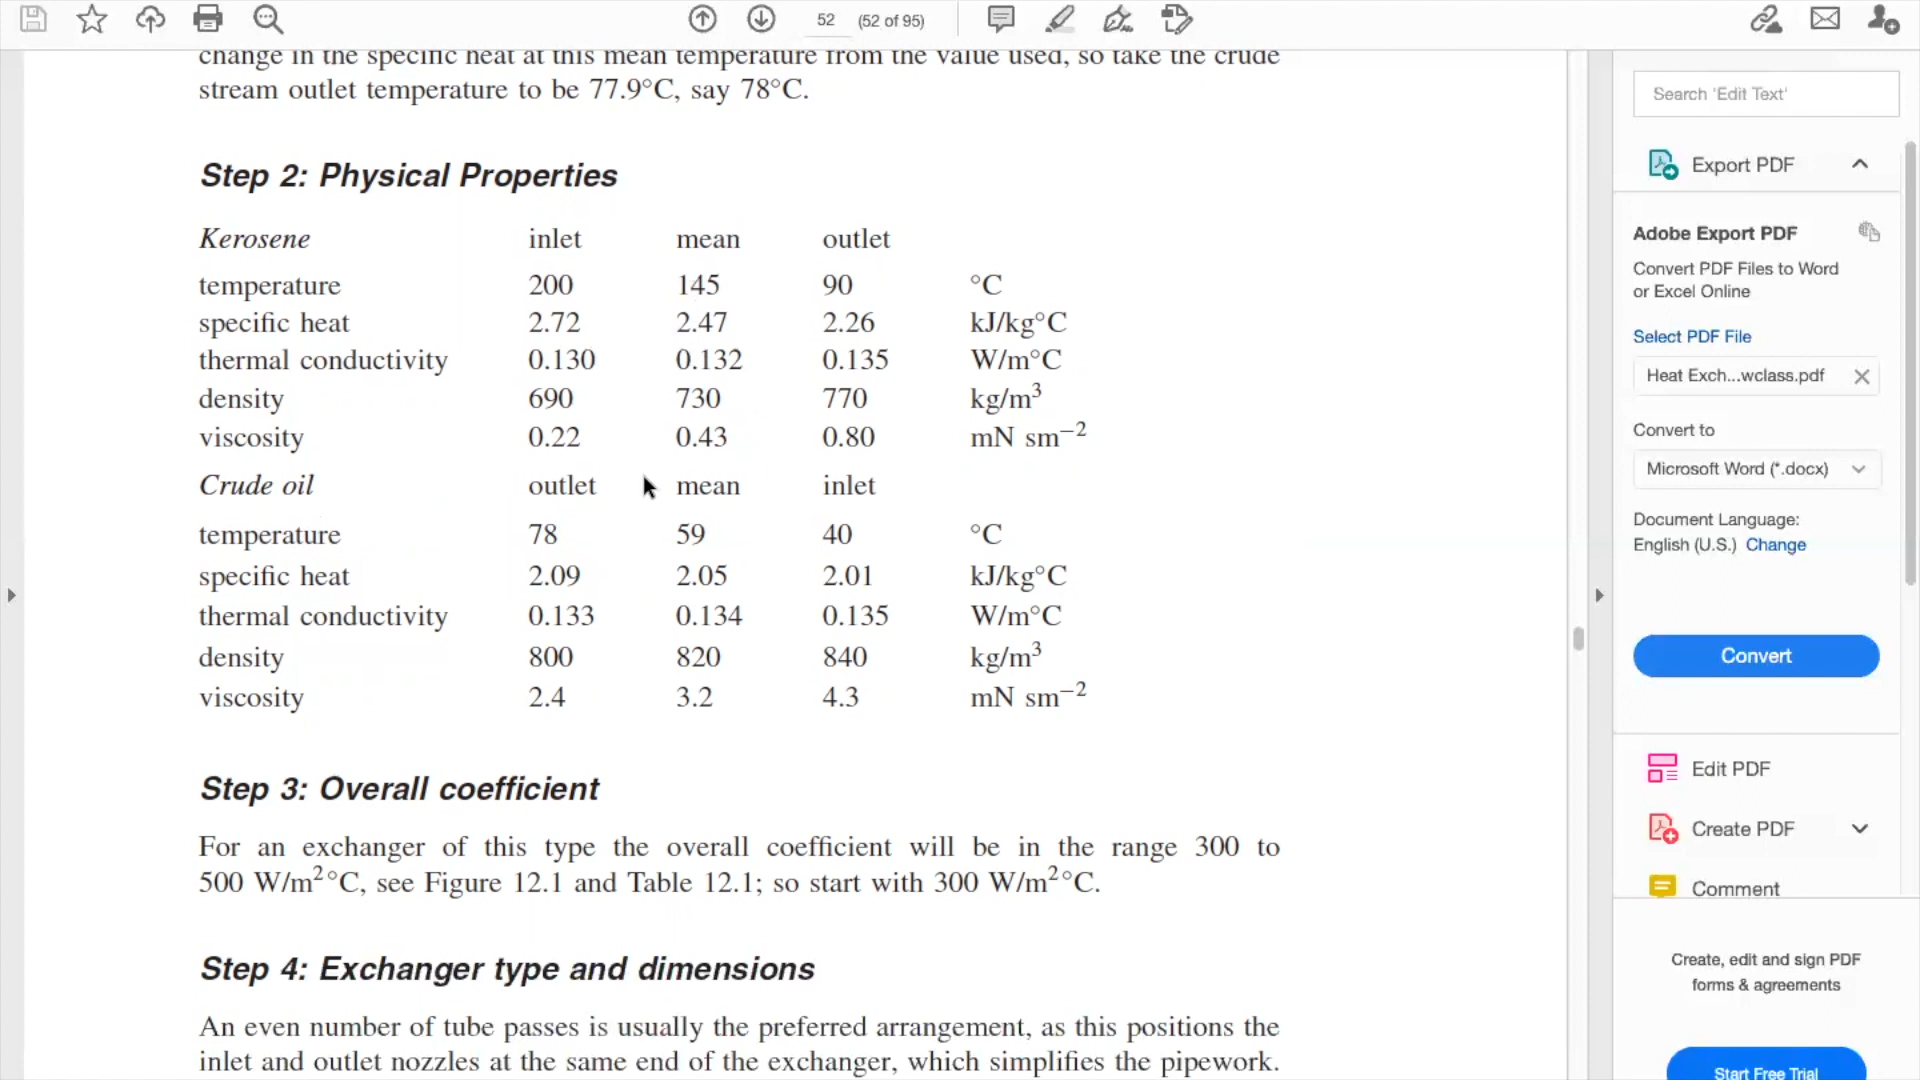 52 (52 of 95)
change in the specific heat at this mean temperature from the value used, so take the crude
stream outlet temperature to be 77.9°C, say 78°C.
Step 2: Physical Properties
Kerosene inlet mean outlet
temperature 200 145 90 °C
specific heat 2.72 2.47 2.26 kJ/kg°C
thermal conductivity 0.130 0.132 0.135 W/m°C
density 690 730 770 kg/m³
viscosity 0.22 0.43 0.80 mN sm⁻²
Crude oil outlet mean inlet
temperature 78 59 40 °C
specific heat 2.09 2.05 2.01 kJ/kg°C
thermal conductivity 0.133 0.134 0.135 W/m°C
density 800 820 840 kg/m³
viscosity 2.4 3.2 4.3 mN sm⁻²
Step 3: Overall coefficient
For an exchanger of this type the overall coefficient will be in the range 300 to
500 W/m²°C, see Figure 12.1 and Table 12.1; so start with 300 W/m²°C.
Step 4: Exchanger type and dimensions
An even number of tube passes is usually the preferred arrangement, as this positions the
inlet and outlet nozzles at the same end of the exchanger, which simplifies the pipework.
Search 'Edit Text'
Export PDF
Adobe Export PDF
Convert PDF Files to Word
or Excel Online
Select PDF File
Heat Exch...wclass.pdf
Convert to
Microsoft Word (*.docx)
Document Language:
English (U.S.) Change
Convert
Edit PDF
Create PDF
Comment
Create, edit and sign PDF
forms & agreements
Start Free Trial